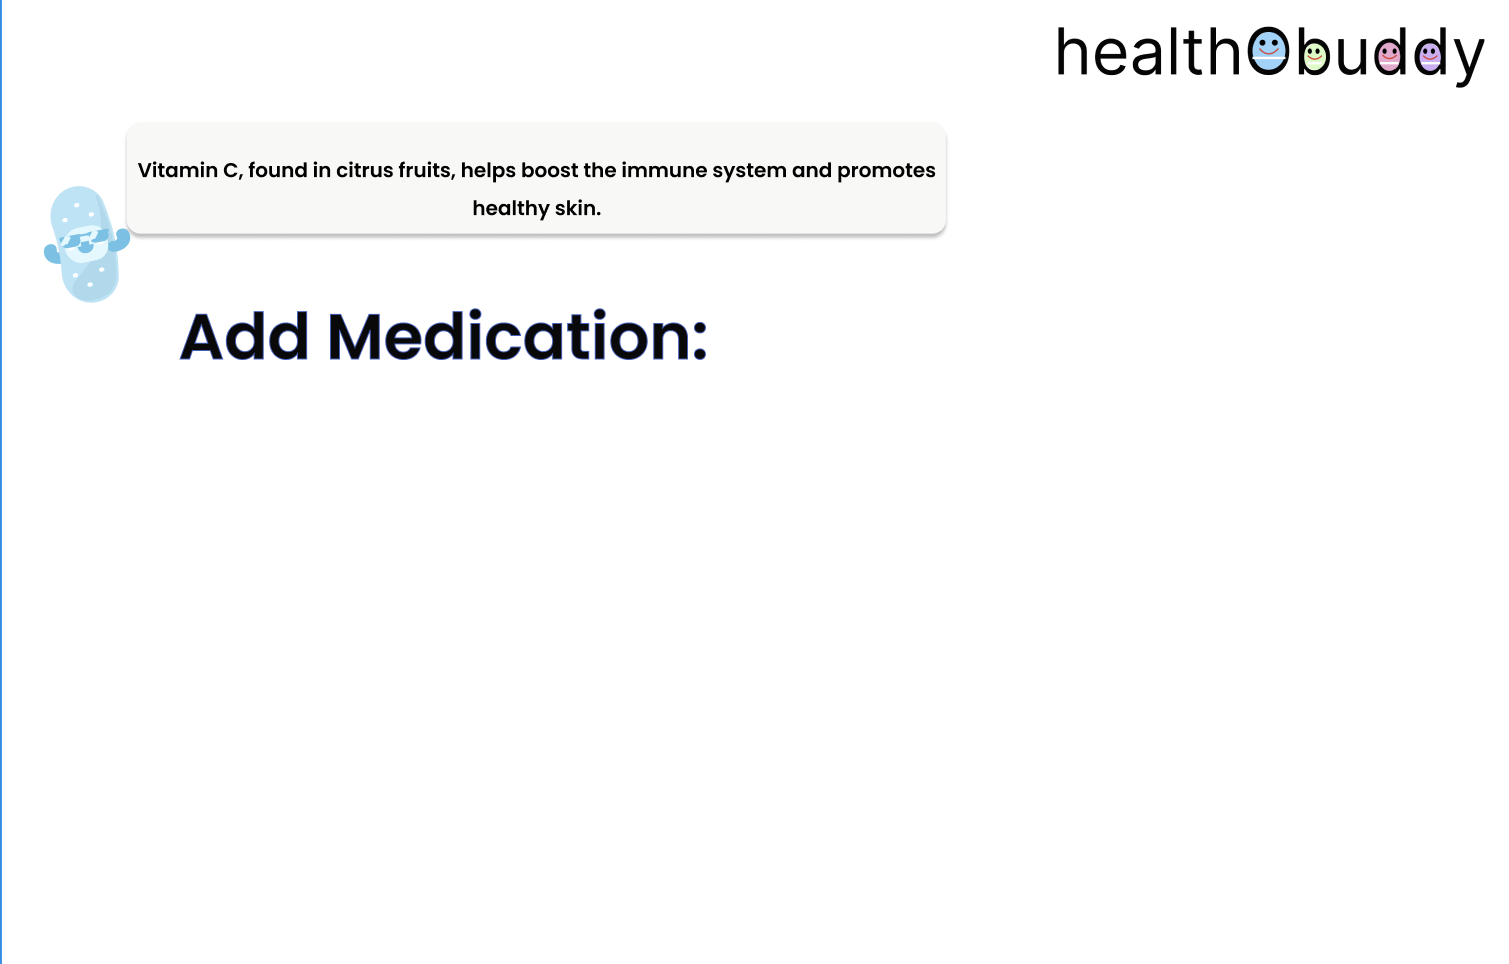 healthObuddy
Vitamin C, found in citrus fruits, helps boost the immune system and promotes
healthy skin.
Add Medication: